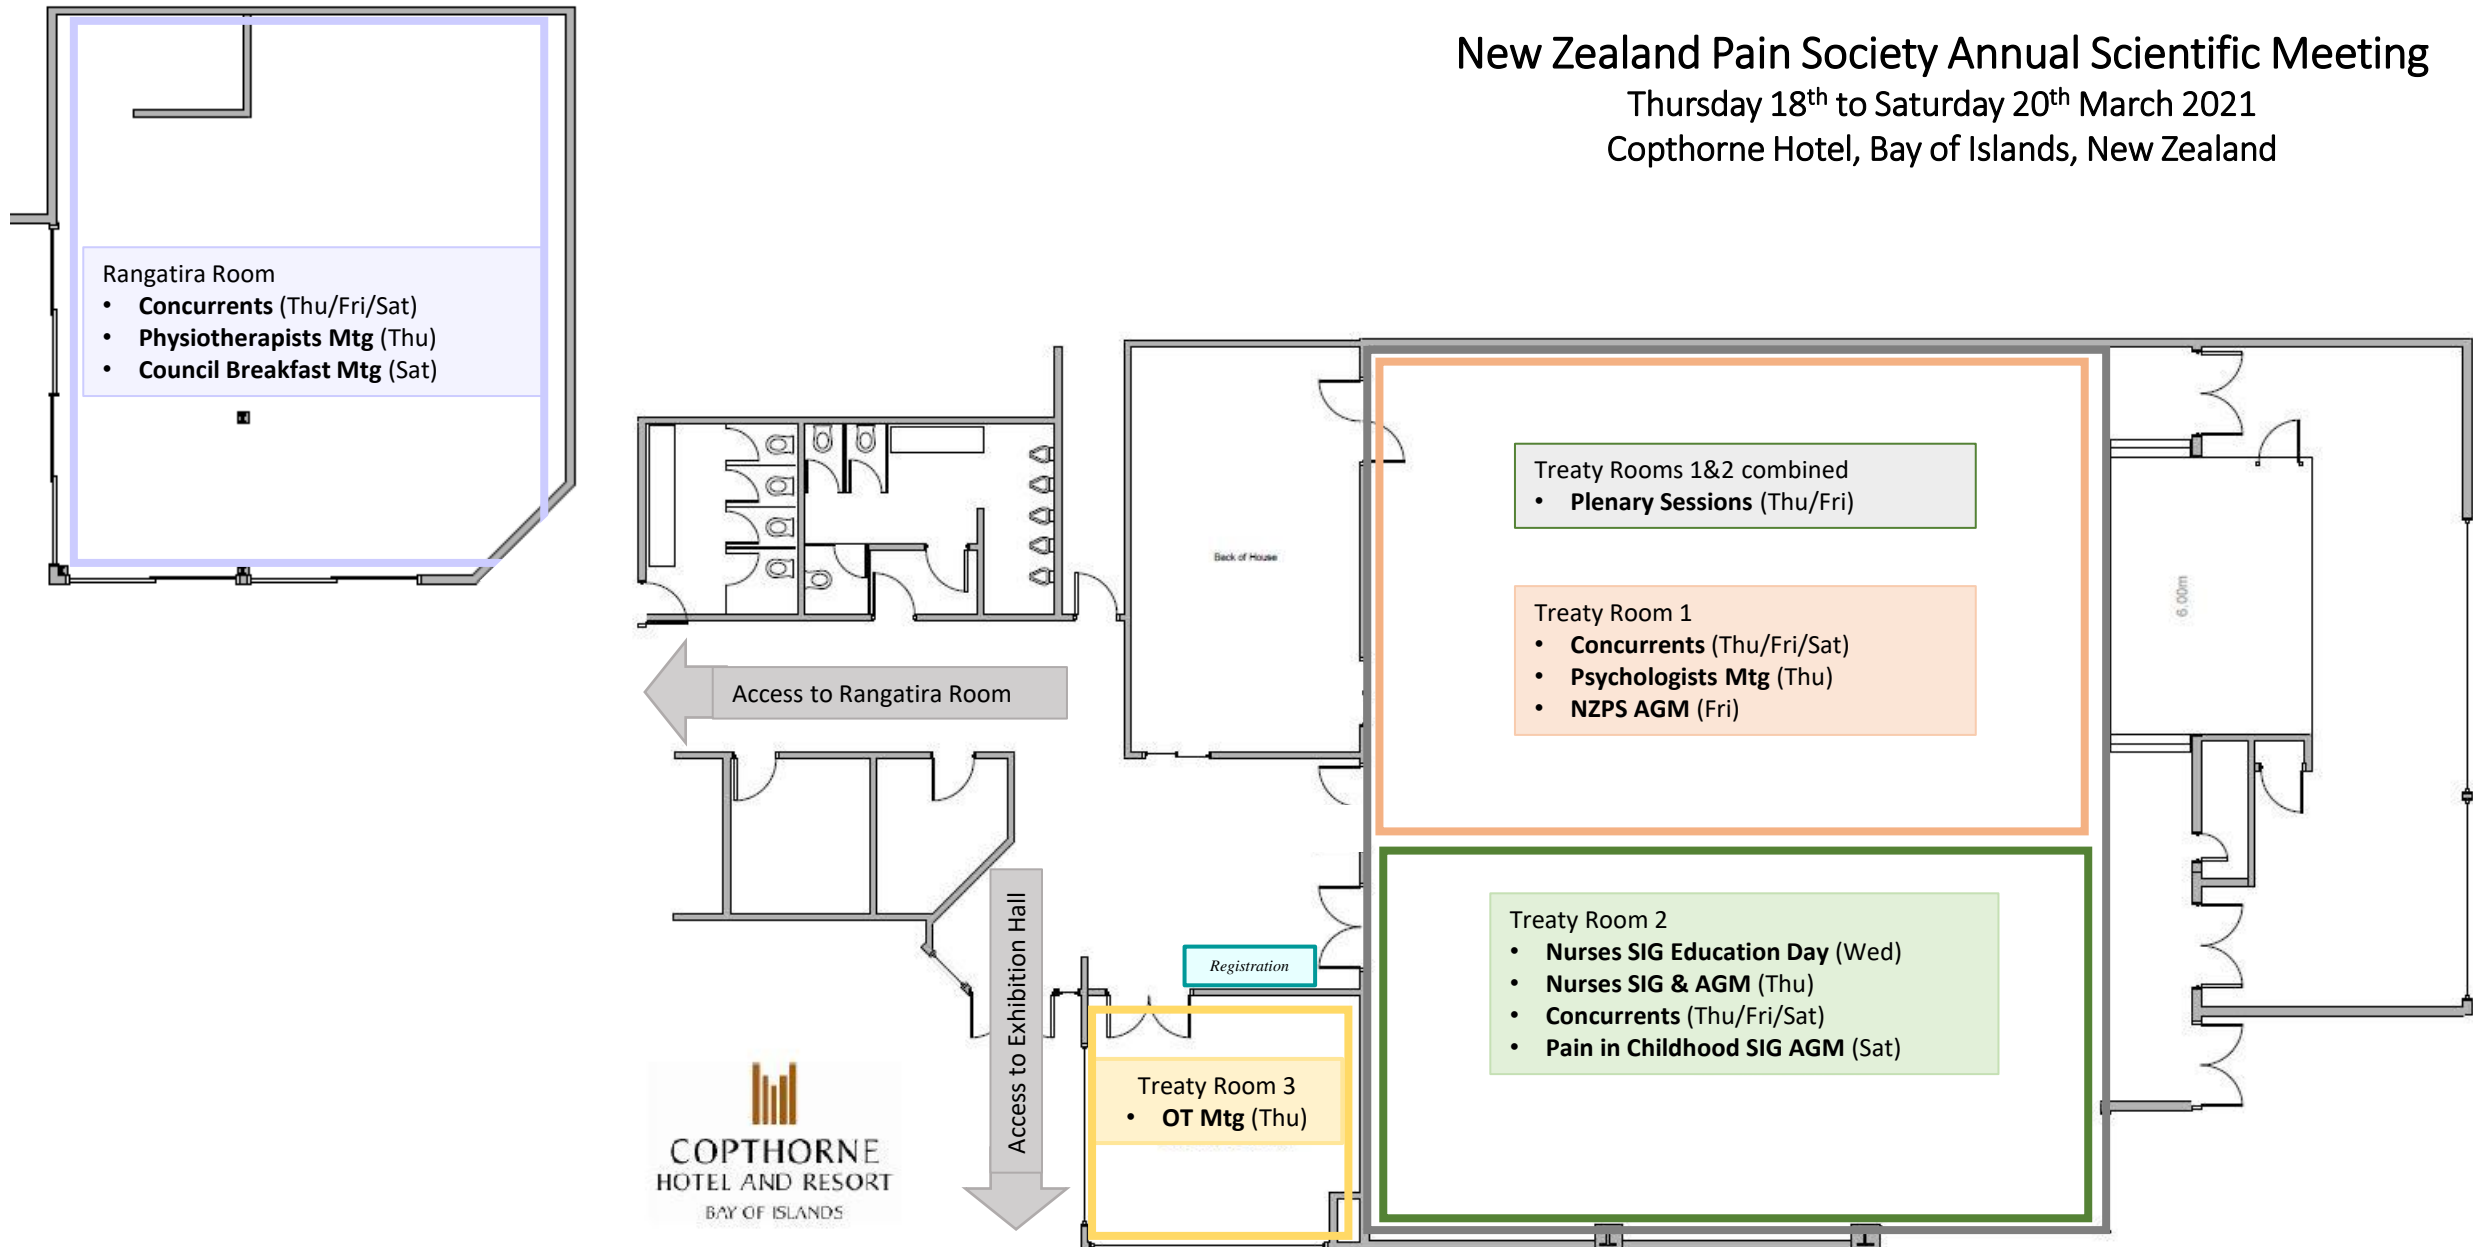 New Zealand Pain Society Annual Scientific Meeting
Thursday 18th to Saturday 20th March 2021
Copthorne Hotel, Bay of Islands, New Zealand
Rangatira Room
• Concurrents (Thu/Fri/Sat)
• Physiotherapists Mtg (Thu)
• Council Breakfast Mtg (Sat)
Treaty Rooms 1&2 combined
• Plenary Sessions (Thu/Fri)
Back of House
6.00m
Treaty Room 1
• Concurrents (Thu/Fri/Sat)
• Psychologists Mtg (Thu)
• NZPS AGM (Fri)
Access to Rangatira Room
Access to Exhibition Hall
Registration
Treaty Room 2
• Nurses SIG Education Day (Wed)
• Nurses SIG & AGM (Thu)
• Concurrents (Thu/Fri/Sat)
• Pain in Childhood SIG AGM (Sat)
Treaty Room 3
• OT Mtg (Thu)
COPTHORNE
HOTEL AND RESORT
BAY OF ISLANDS